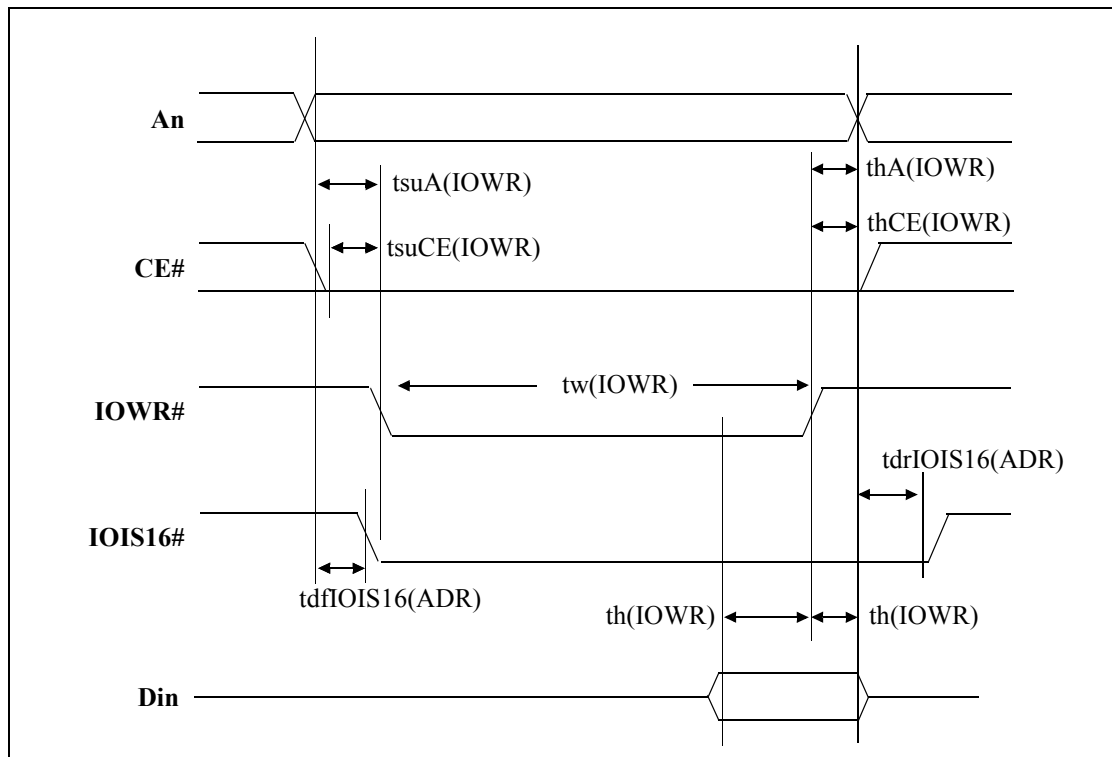 An
tsuA(IOWR)
thA(IOWR)
tsuCE(IOWR)
thCE(IOWR)
CE#
tw(IOWR)
IOWR#
tdrIOIS16(ADR)
IOIS16#
tdfIOIS16(ADR)
th(IOWR)
th(IOWR)
Din